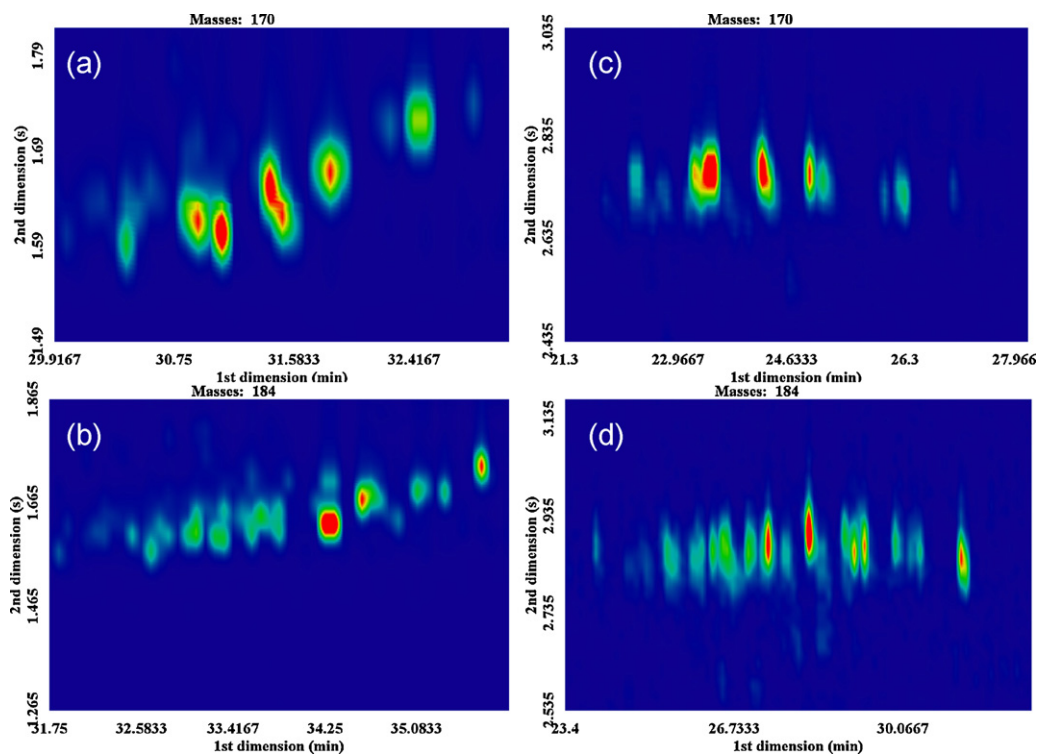 Masses: 170
(a)
2nd dimension (s)
1.79
1.69
1.59
1.49
29.9167 30.75 31.5833 32.4167
1st dimension (min)
Masses: 170
(c)
2nd dimension (s)
3.035
2.835
2.635
2.435
21.3 22.9667 24.6333 26.3 27.966
1st dimension (min)
Masses: 184
(b)
2nd dimension (s)
1.865
1.665
1.465
1.265
31.75 32.5833 33.4167 34.25 35.0833
1st dimension (min)
Masses: 184
(d)
2nd dimension (s)
3.135
2.935
2.735
2.535
23.4 26.7333 30.0667
1st dimension (min)